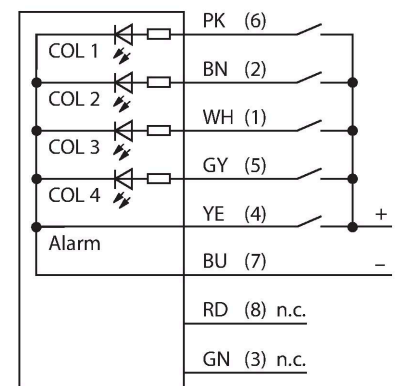 PK (6)
COL 1
BN (2)
COL 2
WH (1)
COL 3
GY (5)
COL 4
YE (4) +
Alarm
BU (7) –
RD (8) n.c.
GN (3) n.c.